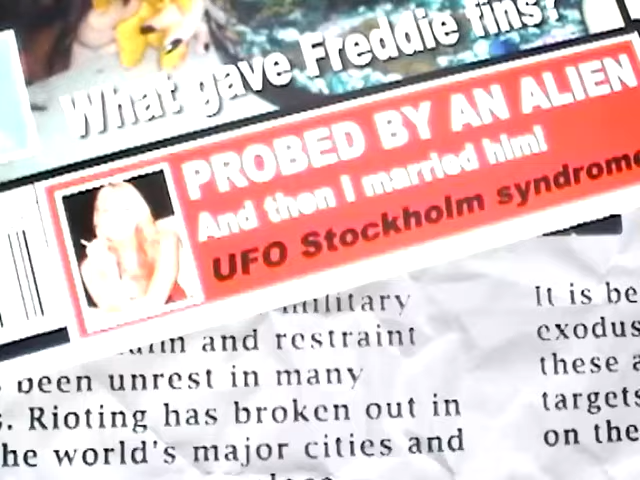 What gave Freddie fins?
PROBED BY AN ALIEN
And then I married him!
UFO Stockholm syndrome
military
and restraint
been unrest in many
Rioting has broken out in
the world's major cities and
It is be
exodus
these a
targets
on the